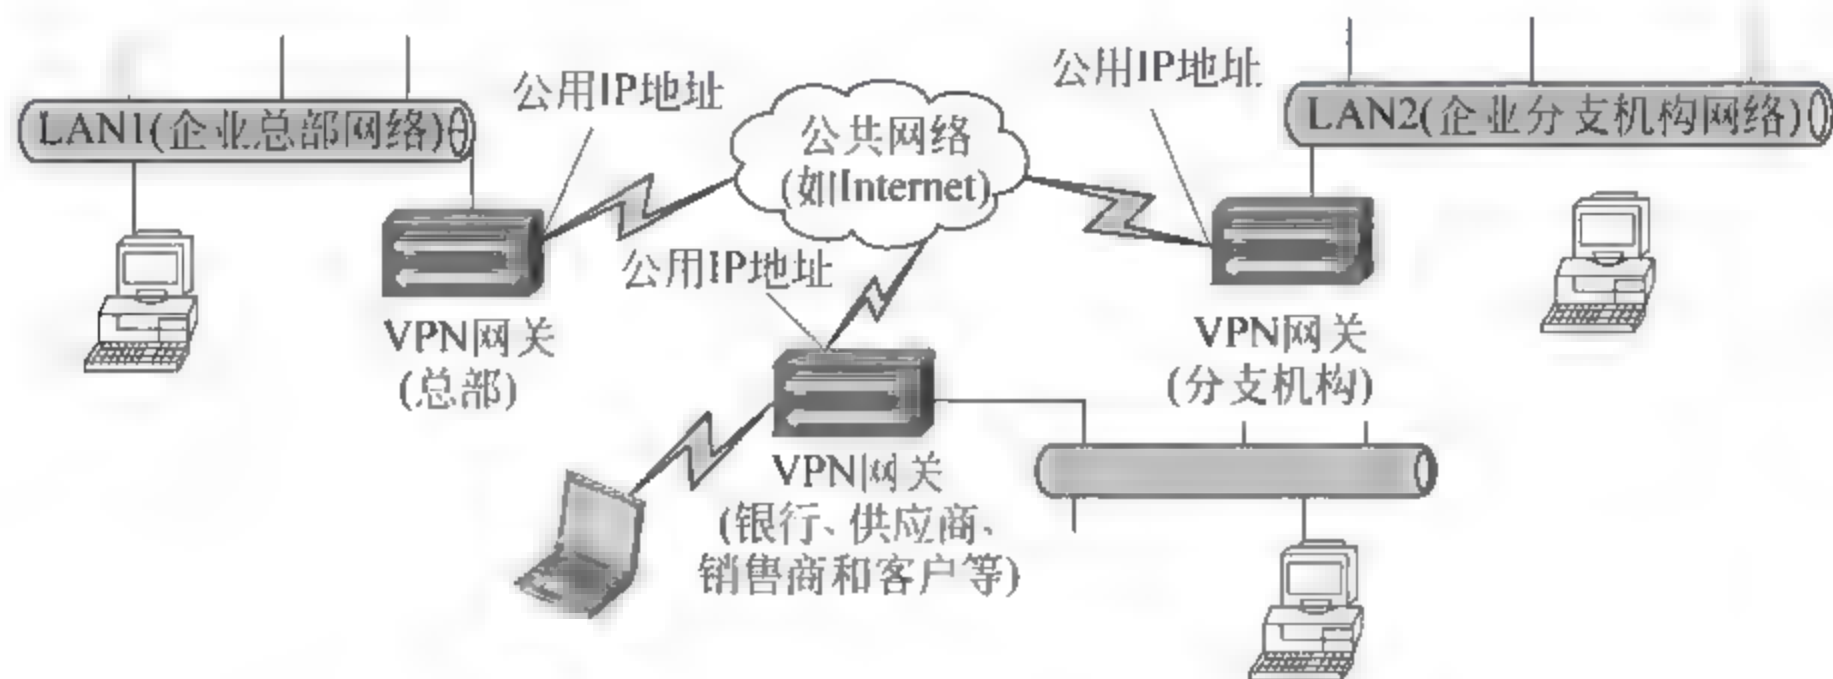 公用IP地址
公用IP地址
LAN1(企业总部网络)
公共网络
(如Internet)
LAN2(企业分支机构网络)
公用IP地址
VPN网关
(总部)
VPN网关
(分支机构)
VPN网关
(银行、供应商、
销售商和客户等)